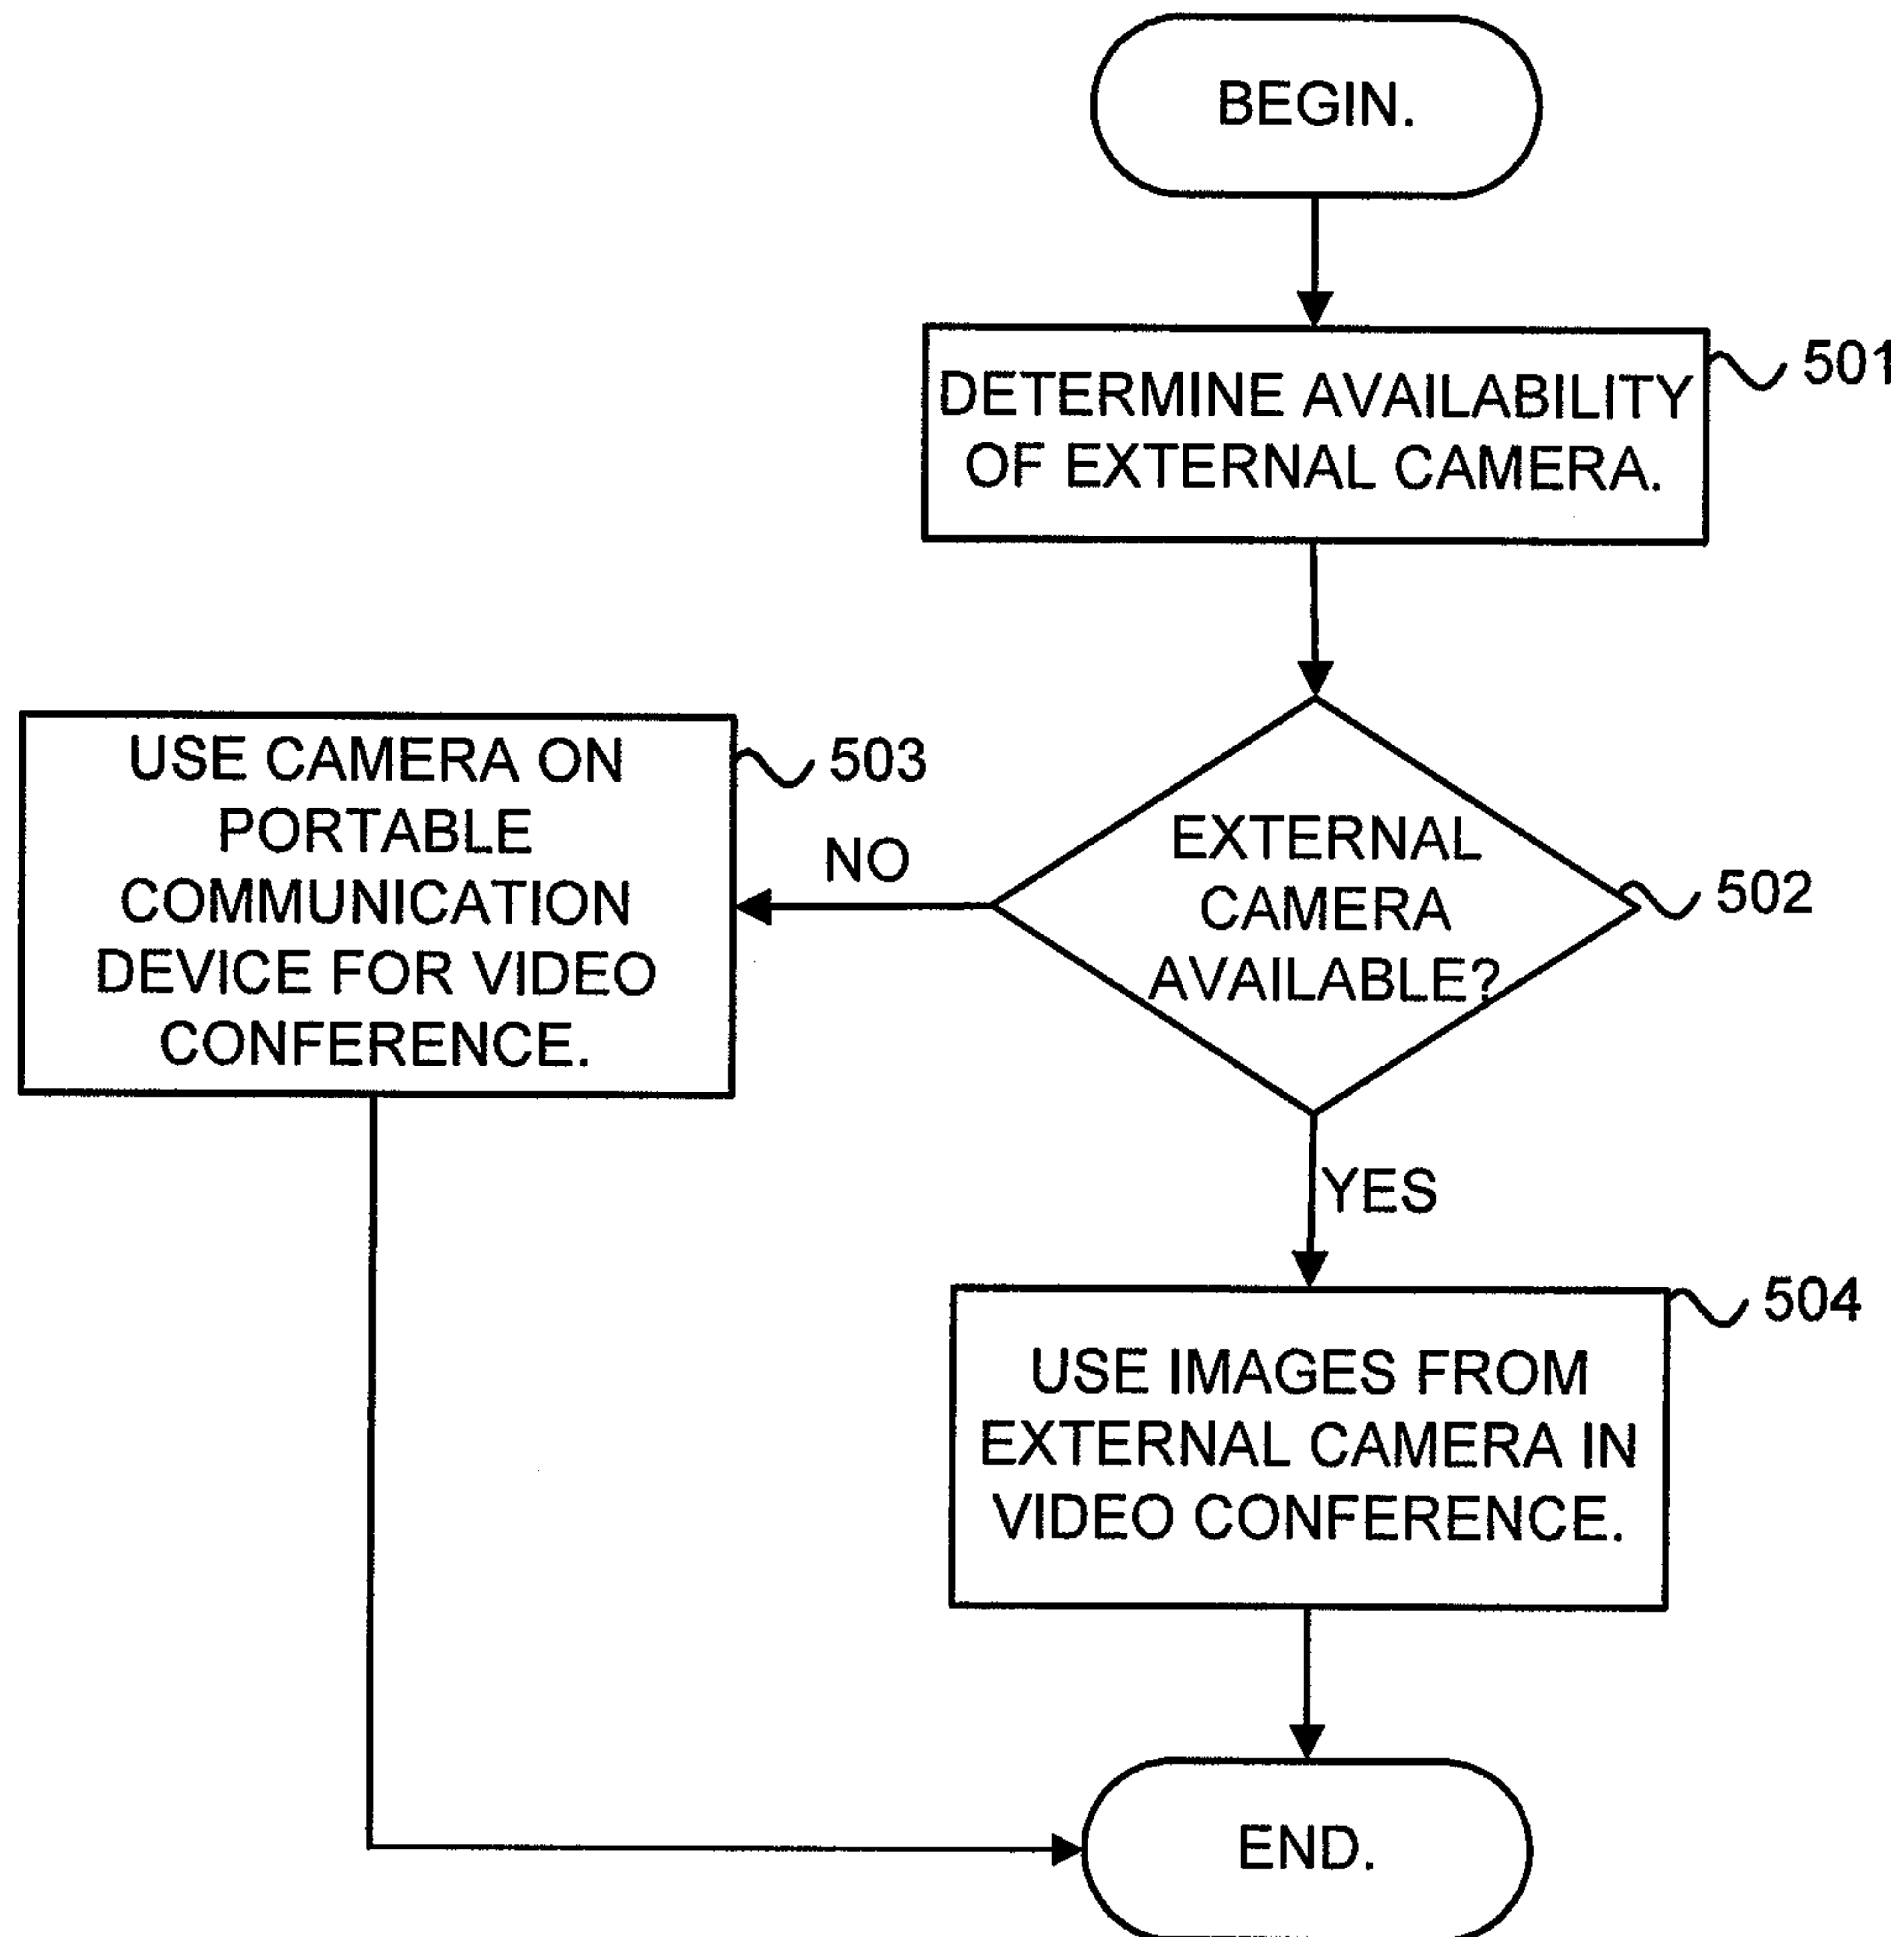 BEGIN.
DETERMINE AVAILABILITY
OF EXTERNAL CAMERA.
501
EXTERNAL
CAMERA
AVAILABLE?
502
NO
USE CAMERA ON
PORTABLE
COMMUNICATION
DEVICE FOR VIDEO
CONFERENCE.
503
YES
USE IMAGES FROM
EXTERNAL CAMERA IN
VIDEO CONFERENCE.
504
END.